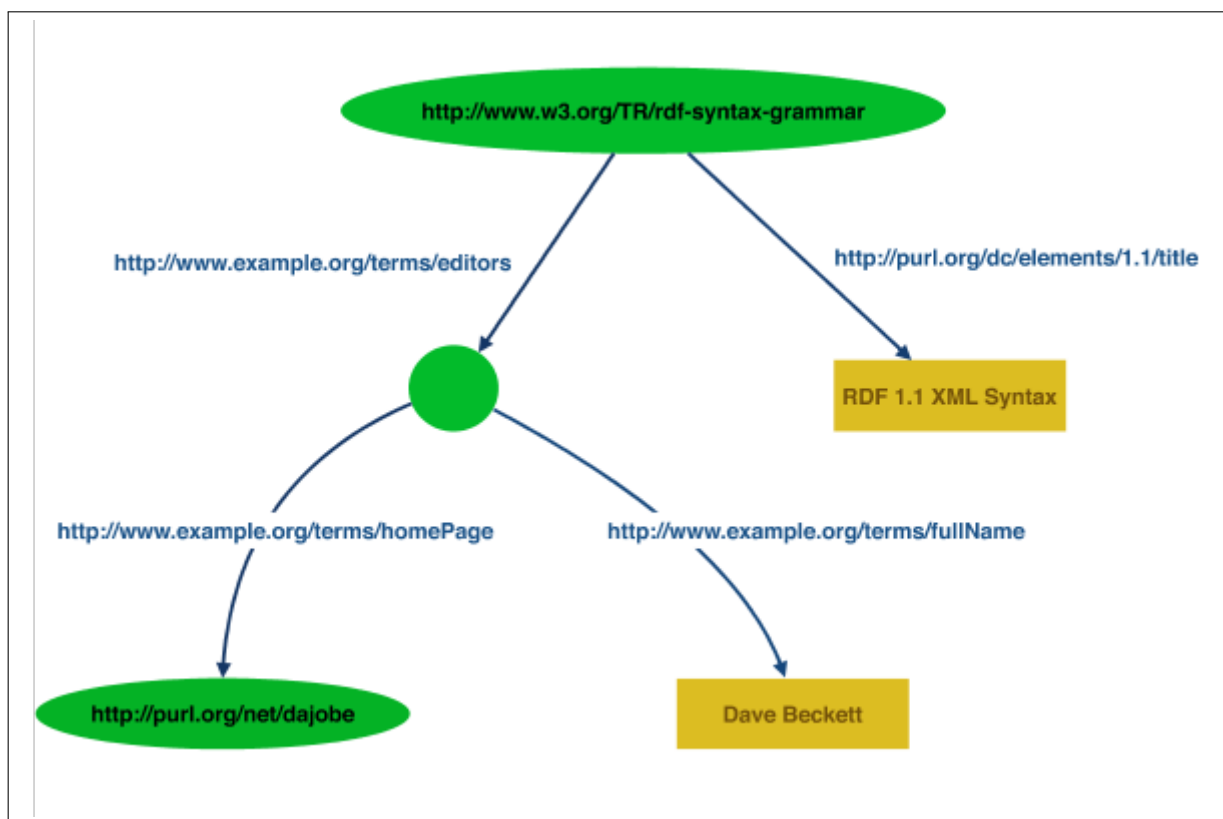 http://www.w3.org/TR/rdf-syntax-grammar
http://www.example.org/terms/editors
http://purl.org/dc/elements/1.1/title
RDF 1.1 XML Syntax
http://www.example.org/terms/homePage
http://www.example.org/terms/fullName
http://purl.org/net/dajobe
Dave Beckett